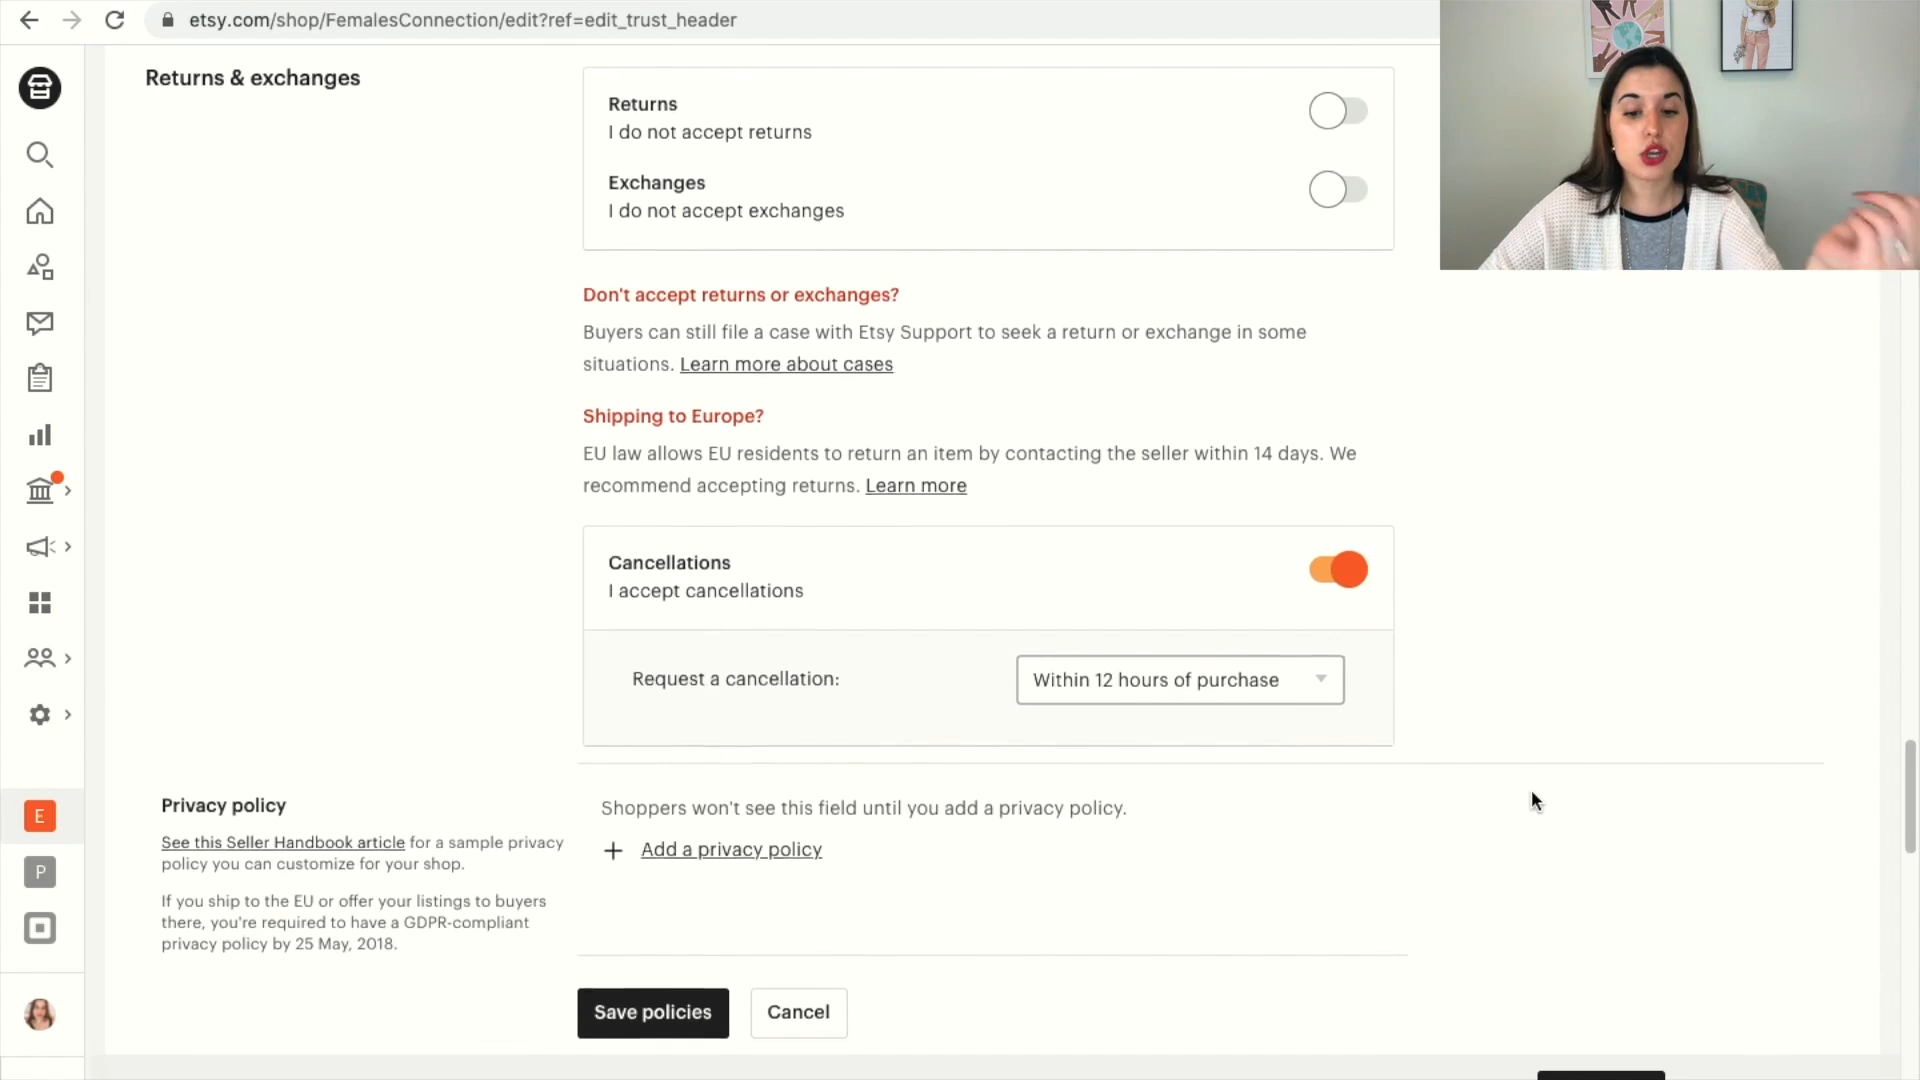 etsy.com/shop/FemalesConnection/edit?ref=edit_trust_header
Returns & exchanges
Returns
I do not accept returns
Exchanges
I do not accept exchanges
Don't accept returns or exchanges?
Buyers can still file a case with Etsy Support to seek a return or exchange in some
situations. Learn more about cases
Shipping to Europe?
EU law allows EU residents to return an item by contacting the seller within 14 days. We
recommend accepting returns. Learn more
Cancellations
I accept cancellations
Request a cancellation:
Within 12 hours of purchase
E
P
Privacy policy
See this Seller Handbook article for a sample privacy
policy you can customize for your shop.
If you ship to the EU or offer your listings to buyers
there, you're required to have a GDPR-compliant
privacy policy by 25 May, 2018.
Shoppers won't see this field until you add a privacy policy.
+ Add a privacy policy
Save policies
Cancel